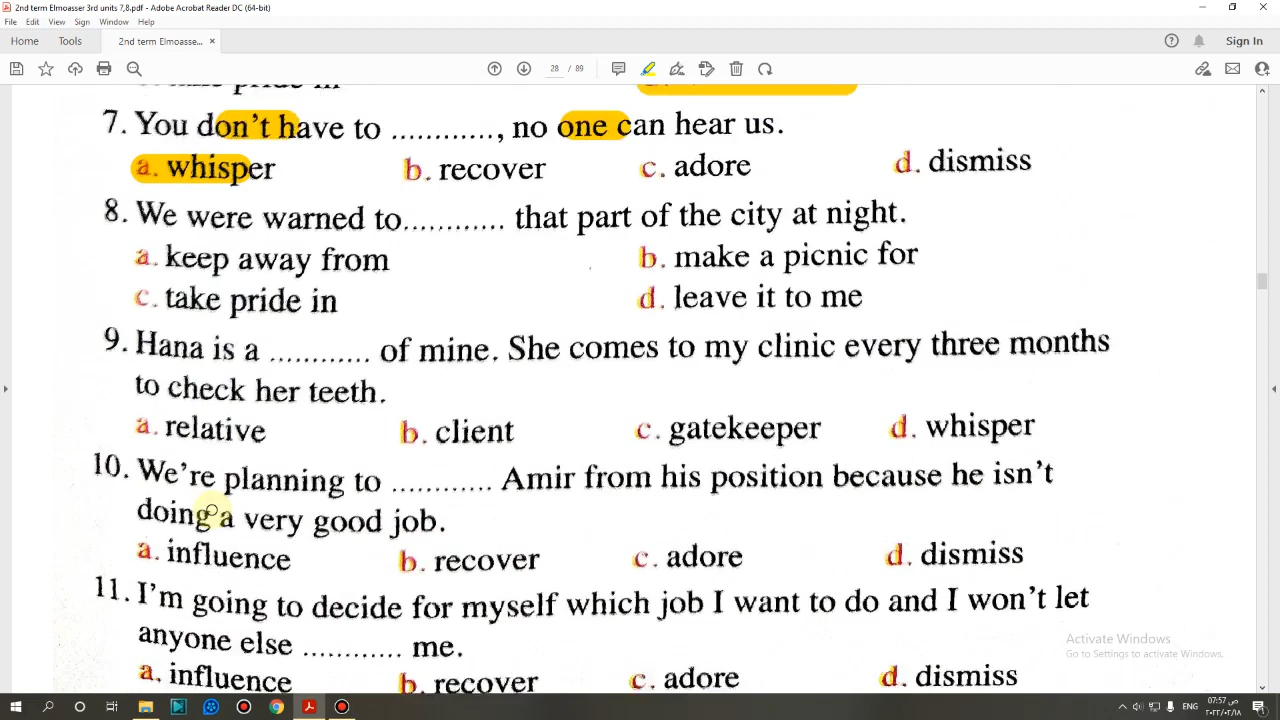 2nd term Elmoasser 3rd units 7,8.pdf - Adobe Acrobat Reader DC (64-bit)
File Edit View Sign Window Help
Home Tools 2nd term Elmoasse... × Sign In
28 / 89
7. You don't have to ............, no one can hear us.
a. whisper b. recover c. adore d. dismiss
8. We were warned to............ that part of the city at night.
a. keep away from b. make a picnic for
c. take pride in d. leave it to me
9. Hana is a ............ of mine. She comes to my clinic every three months
to check her teeth.
a. relative b. client c. gatekeeper d. whisper
10. We're planning to ............ Amir from his position because he isn't
doing a very good job.
a. influence b. recover c. adore d. dismiss
11. I'm going to decide for myself which job I want to do and I won't let
anyone else ............ me.
a. influence b. recover c. adore d. dismiss
Activate Windows
Go to Settings to activate Windows.
ENG 07:57 ص
٢٠٢٢/٠٢/١٨